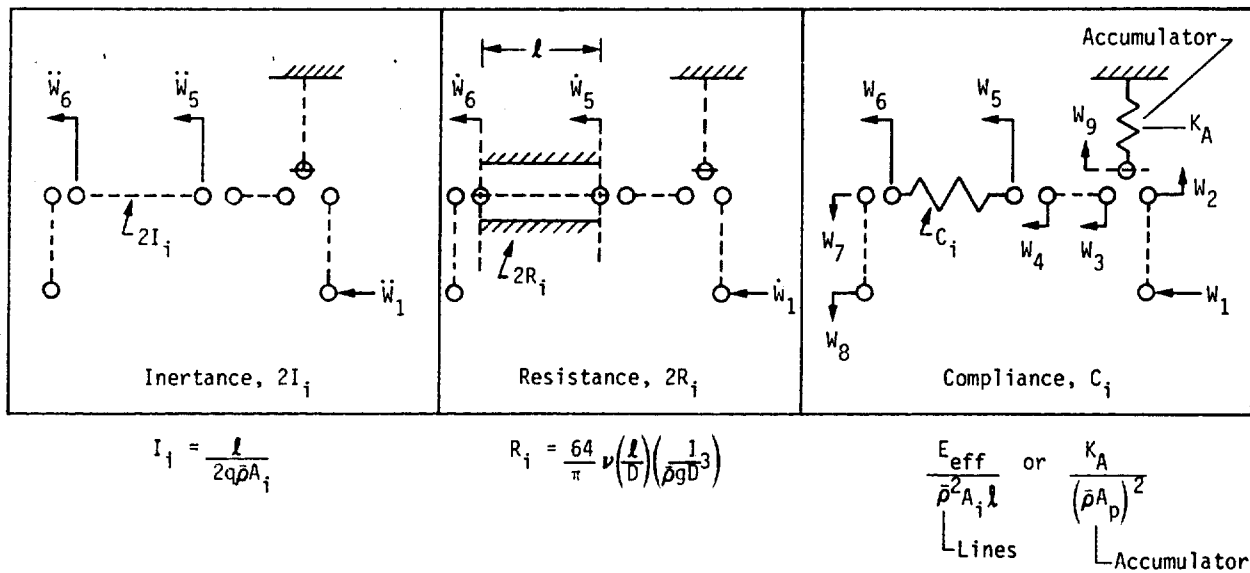 ℓ
Accumulator
Ẅ6
Ẅ5
Ẇ6
Ẇ5
W6
W5
W9
KA
2Ii
2Ri
W7
Ci
W4
W3
W2
Ẅ1
Ẇ1
W1
W8
Inertance, 2Ii
Resistance, 2Ri
Compliance, Ci
Ii = ℓ / 2qρ̄Ai
Ri = 64/π ν(ℓ/D)(I/ρ̄gD3)
Eeff / ρ̄²Aiℓ or KA / (ρ̄Ap)²
Lines
Accumulator